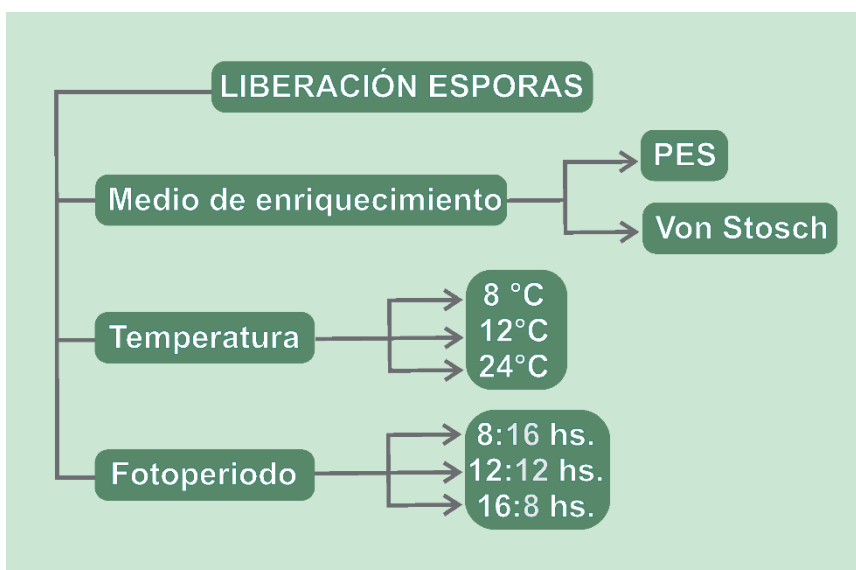 LIBERACIÓN ESPORAS
Medio de enriquecimiento
PES
Von Stosch
Temperatura
8 °C
12°C
24°C
Fotoperiodo
8:16 hs.
12:12 hs.
16:8 hs.